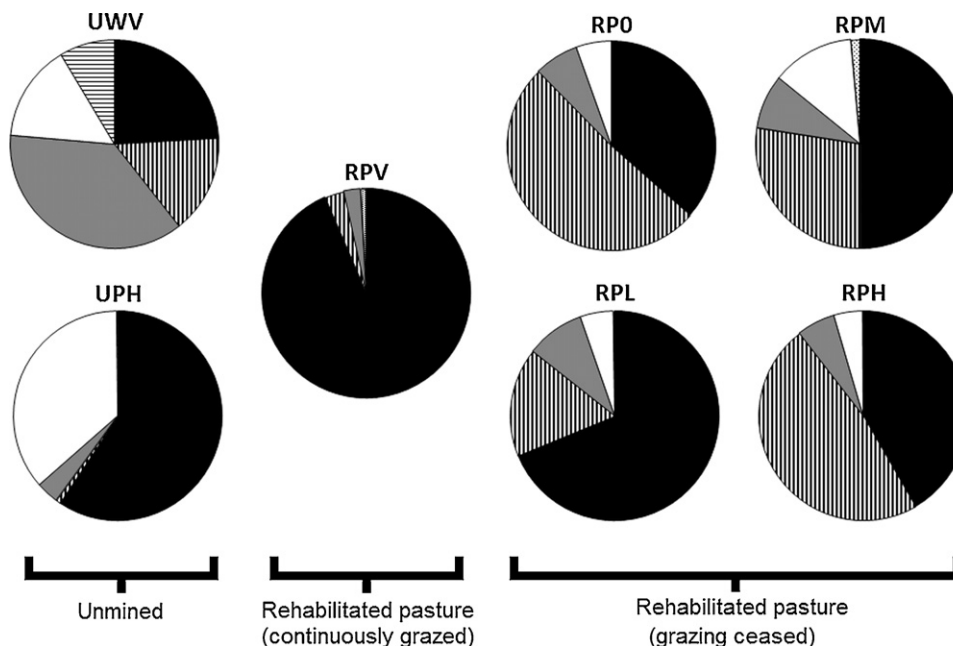 UWV
RP0
RPM
RPV
UPH
RPL
RPH
Unmined
Rehabilitated pasture
(continuously grazed)
Rehabilitated pasture
(grazing ceased)